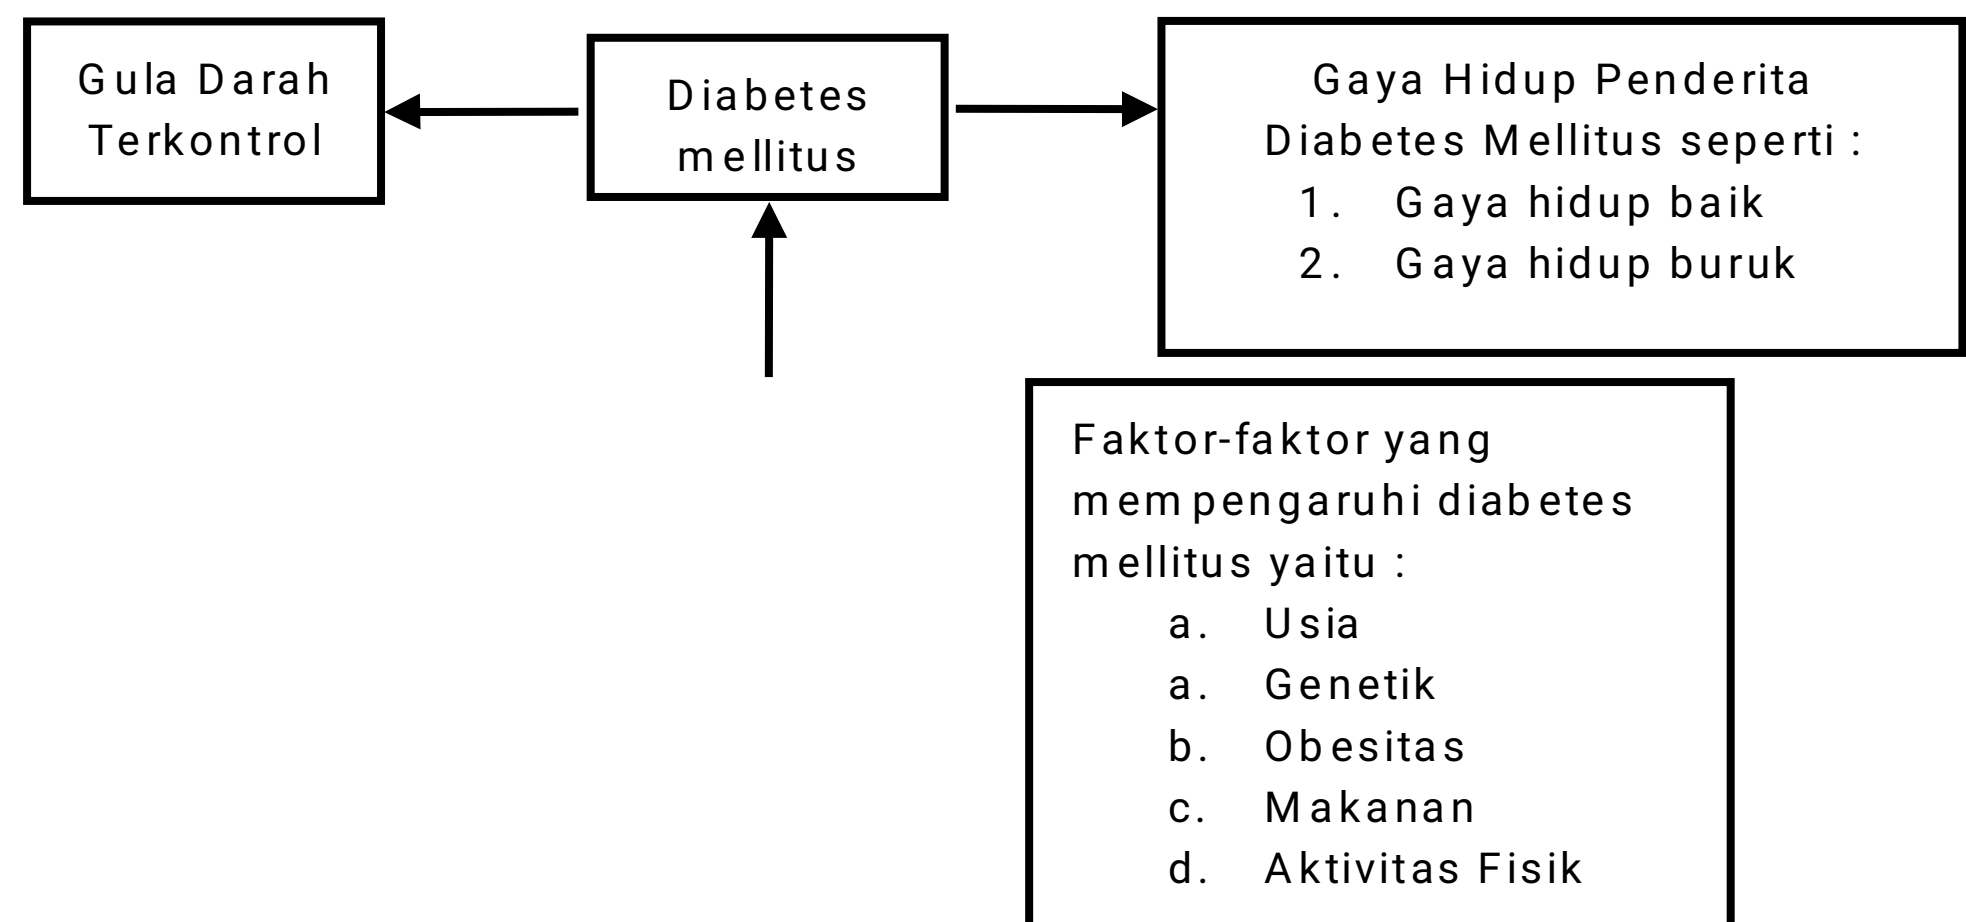 Gula Darah
Terkontrol
Diabetes
mellitus
Gaya Hidup Penderita
Diabetes Mellitus seperti :
1. Gaya hidup baik
2. Gaya hidup buruk
Faktor-faktor yang
mempengaruhi diabetes
mellitus yaitu :
a. Usia
a. Genetik
b. Obesitas
c. Makanan
d. Aktivitas Fisik